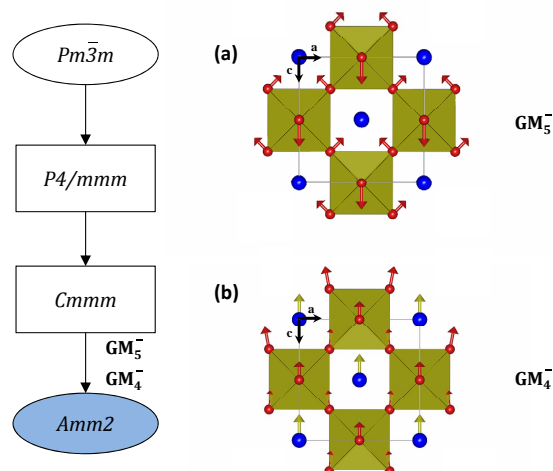 Pm3̅m
P4/mmm
Cmmm
GM₅⁻
GM₄⁻
Amm2
(a)
a
c
GM₅⁻
(b)
a
c
GM₄⁻